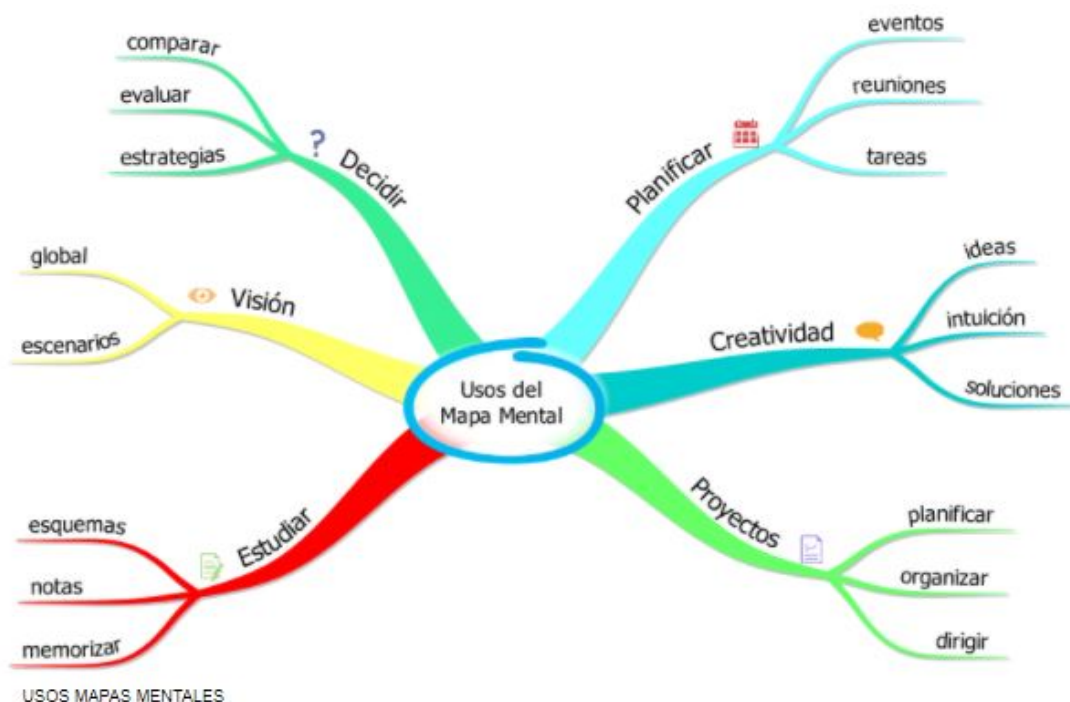 Usos del
Mapa Mental
Planificar
eventos
reuniones
tareas
Creatividad
ideas
intuición
soluciones
Proyectos
planificar
organizar
dirigir
Estudiar
esquemas
notas
memorizar
Visión
global
escenarios
? Decidir
comparar
evaluar
estrategias
USOS MAPAS MENTALES